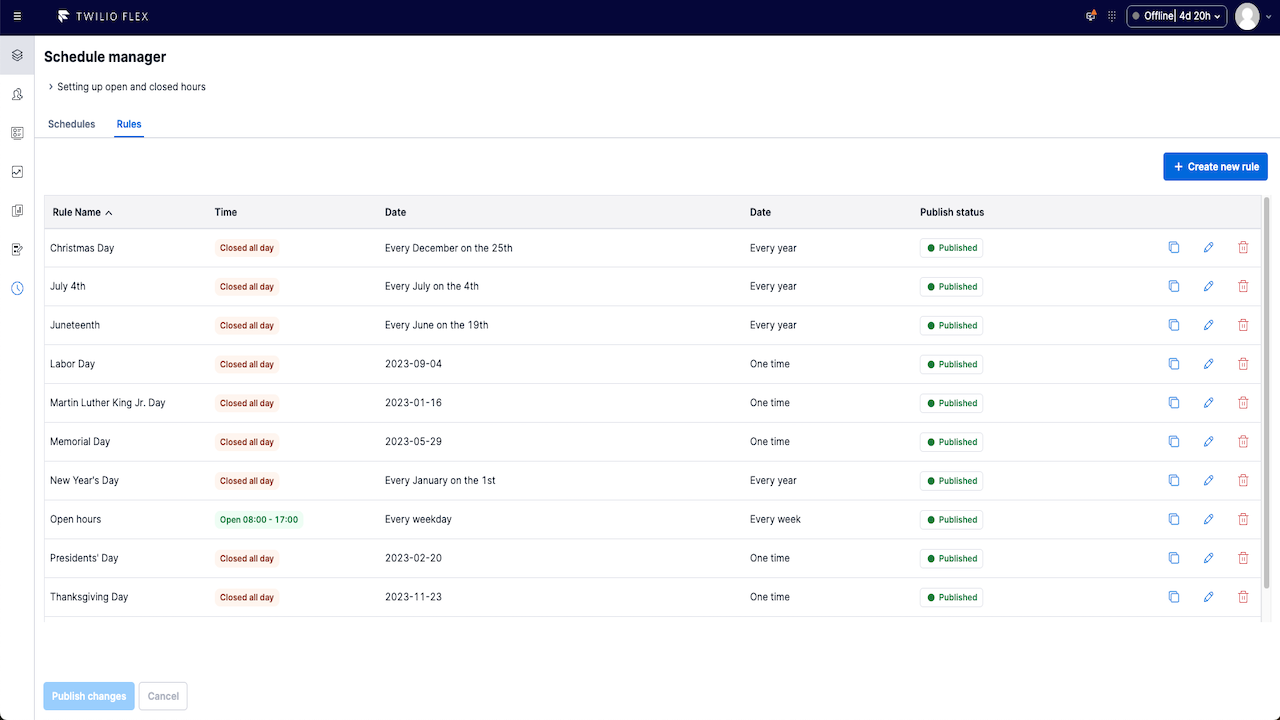 TWILIO FLEX
Offline| 4d 20h
Schedule manager
Setting up open and closed hours
Schedules Rules
+ Create new rule
Rule Name Time Date Date Publish status
Christmas Day Closed all day Every December on the 25th Every year Published
July 4th Closed all day Every July on the 4th Every year Published
Juneteenth Closed all day Every June on the 19th Every year Published
Labor Day Closed all day 2023-09-04 One time Published
Martin Luther King Jr. Day Closed all day 2023-01-16 One time Published
Memorial Day Closed all day 2023-05-29 One time Published
New Year's Day Closed all day Every January on the 1st Every year Published
Open hours Open 08:00 - 17:00 Every weekday Every week Published
Presidents' Day Closed all day 2023-02-20 One time Published
Thanksgiving Day Closed all day 2023-11-23 One time Published
Publish changes Cancel